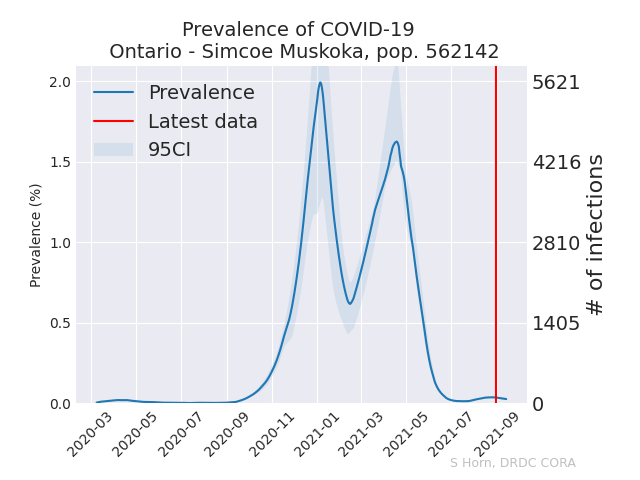 Prevalence of COVID-19
Ontario - Simcoe Muskoka, pop. 562142
Prevalence
Latest data
95CI
Prevalence (%)
2.0
1.5
1.0
0.5
0.0
5621
4216
2810
1405
0
# of infections
2020-03
2020-05
2020-07
2020-09
2020-11
2021-01
2021-03
2021-05
2021-07
2021-09
S Horn, DRDC CORA